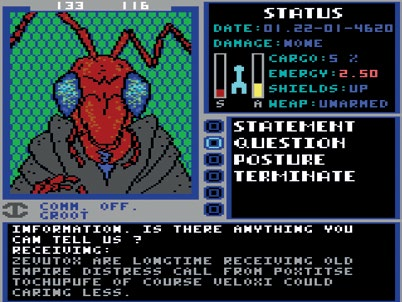 133 116
STATUS
DATE:01.22-01-4620
DAMAGE:NONE
CARGO:5 %
ENERGY:2.50
SHIELDS:UP
WEAP:UNARMED
S A
STATEMENT
QUESTION
POSTURE
TERMINATE
COMM. OFF.
GROOT
INFORMATION. IS THERE ANYTHING YOU
CAN TELL US ?
RECEIVING:
ZEVUTOX ARE LONGTIME RECEIVING OLD
EMPIRE DISTRESS CALL FROM POXTITSE
TOCHUPUFE OF COURSE VELOXI COULD
CARING LESS.